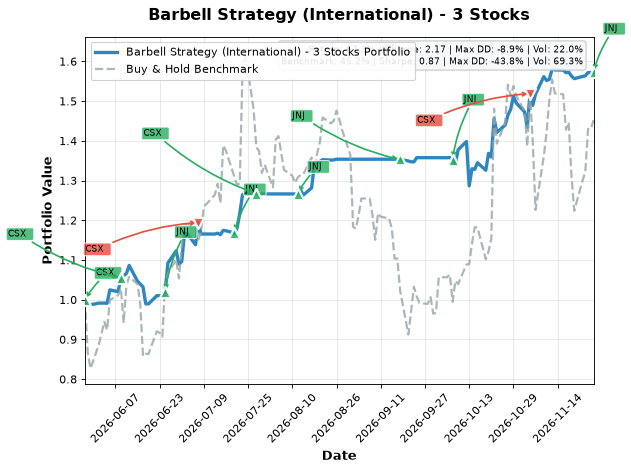 Barbell Strategy (International) - 3 Stocks
JNJ
Barbell Strategy (International) - 3 Stocks Portfolio
Buy & Hold Benchmark
2.17 | Max DD: -8.9% | Vol: 22.0%
Benchmark: 45.2% | Sharpe: 0.87 | Max DD: -43.8% | Vol: 69.3%
JNJ
JNJ
CSX
CSX
JNJ
JNJ
JNJ
CSX
CSX
CSX
Portfolio Value
1.6
1.5
1.4
1.3
1.2
1.1
1.0
0.9
0.8
2026-06-07
2026-06-23
2026-07-09
2026-07-25
2026-08-10
2026-08-26
2026-09-11
2026-09-27
2026-10-13
2026-10-29
2026-11-14
Date